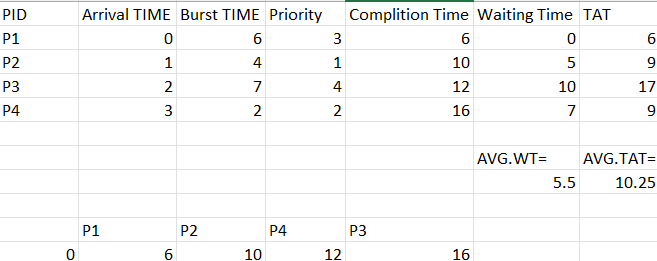 PID Arrival TIME Burst TIME Priority Complition Time Waiting Time TAT
P1 0 6 3 6 0 6
P2 1 4 1 10 5 9
P3 2 7 4 12 10 17
P4 3 2 2 16 7 9
AVG.WT= AVG.TAT=
5.5 10.25
P1 P2 P4 P3
0 6 10 12 16